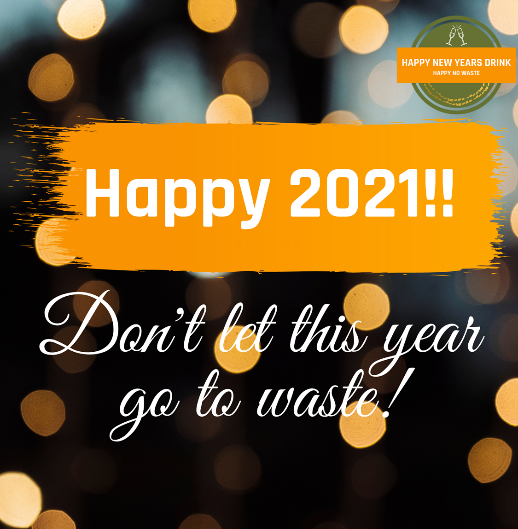 HAPPY NEW YEARS DRINK
HAPPY NO WASTE
Happy 2021!!
Don't let this year
go to waste!